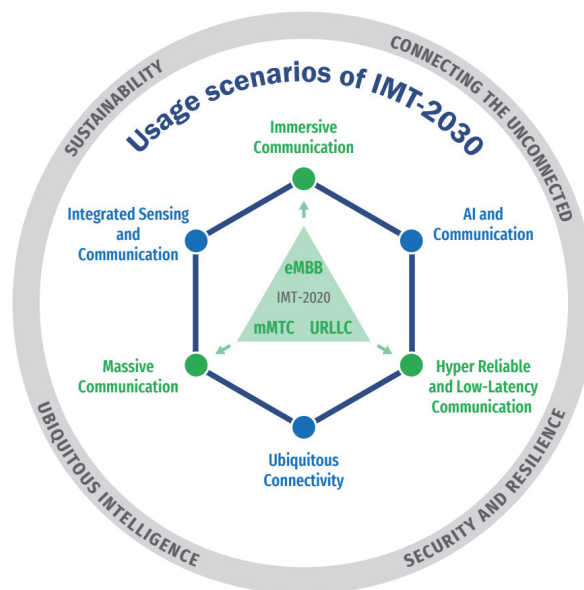 SUSTAINABILITY
CONNECTING THE UNCONNECTED
Usage scenarios of IMT-2030
Immersive
Communication
Integrated Sensing
and
Communication
AI and
Communication
eMBB
IMT-2020
mMTC URLLC
Massive
Communication
Hyper Reliable
and Low-Latency
Communication
Ubiquitous
Connectivity
UBIQUITOUS INTELLIGENCE
SECURITY AND RESILIENCE